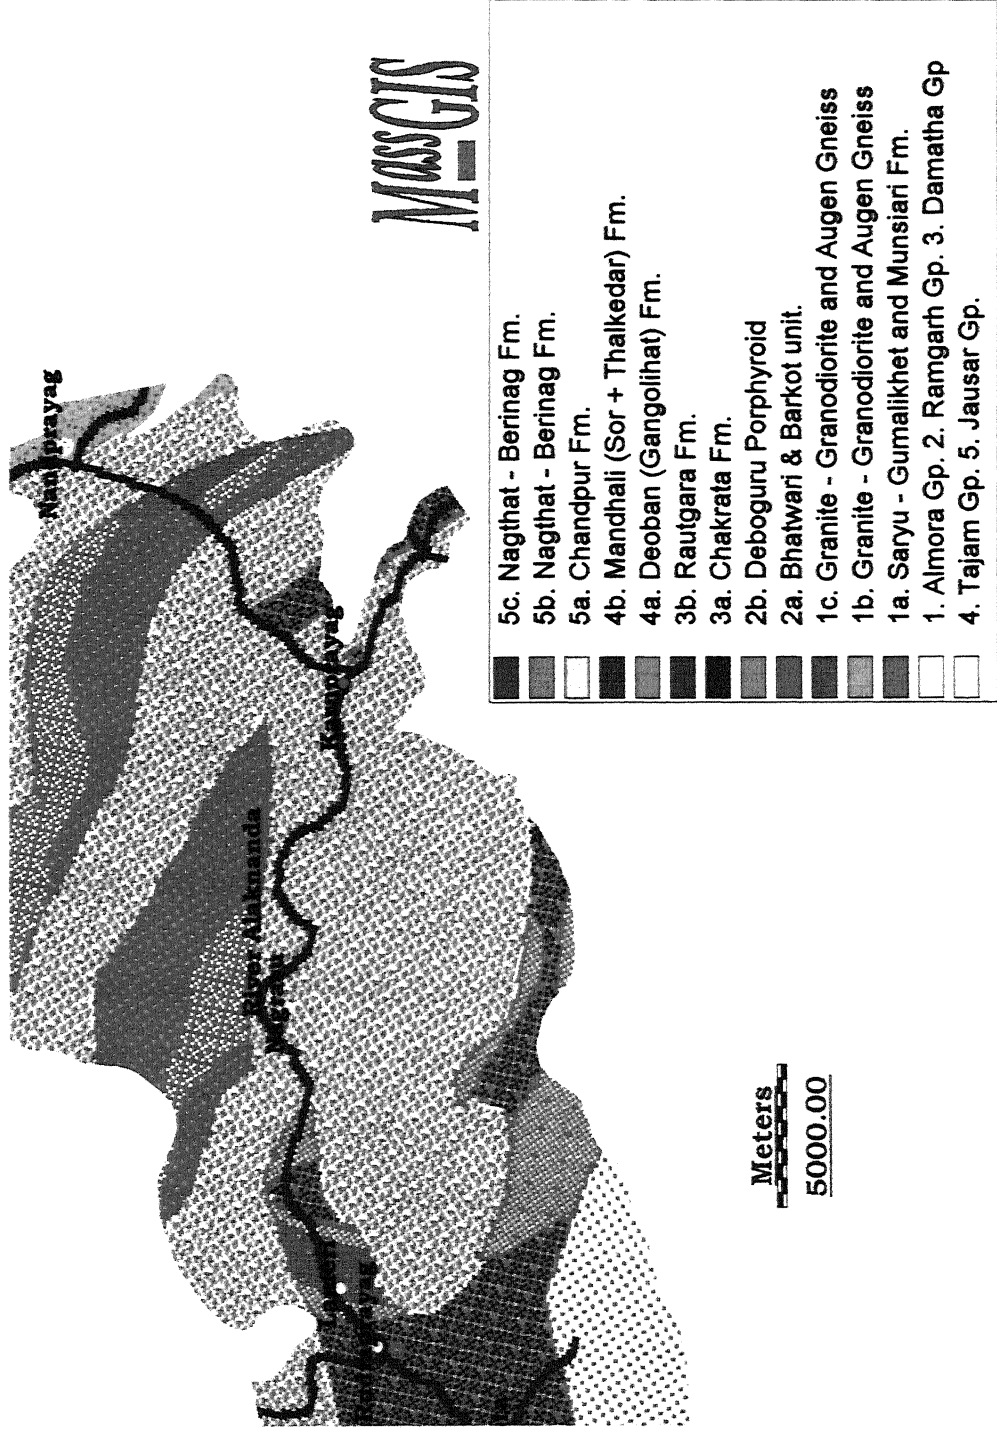 MassGIS
Nandprayag
River Alaknanda
Meters
5000.00
5c. Nagthat - Berinag Fm.
5b. Nagthat - Berinag Fm.
5a. Chandpur Fm.
4b. Mandhali (Sor + Thalkedar) Fm.
4a. Deoban (Gangolihat) Fm.
3b. Rautgara Fm.
3a. Chakrata Fm.
2b. Deboguru Porphyroid
2a. Bhatwari & Barkot unit.
1c. Granite - Granodiorite and Augen Gneiss
1b. Granite - Granodiorite and Augen Gneiss
1a. Saryu - Gumalikhet and Munsiari Fm.
1. Almora Gp. 2. Ramgarh Gp. 3. Damatha Gp
4. Tajam Gp. 5. Jausar Gp.